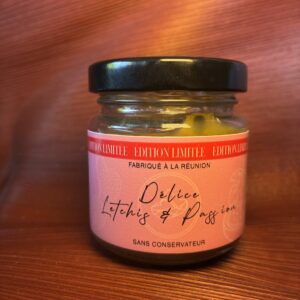 EDITION LIMITÉE EDITION LIMITÉE EDITION LIMITÉE
FABRIQUÉ À LA RÉUNION
Délice
Letchis & Passion
SANS CONSERVATEUR